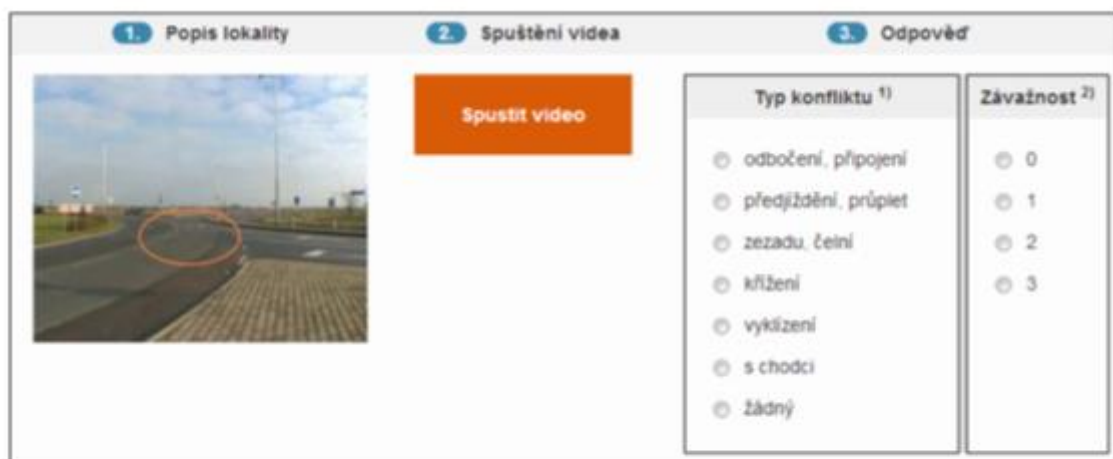 1. Popis lokality
2. Spuštění videa
3. Odpověď
Spustit video
Typ konfliktu 1)
odbočení, připojení
předjíždění, průplet
zezadu, čelní
křížení
vyklízení
s chodci
žádný
Závažnost 2)
0
1
2
3